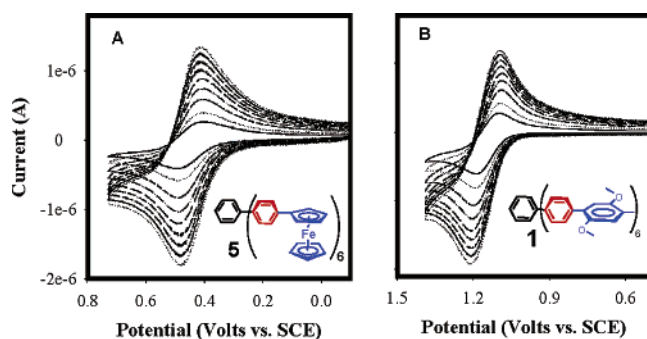 A
B
Current (A)
1e-6
0
-1e-6
-2e-6
5
Fe
6
1
O
O
6
0.8 0.6 0.4 0.2 0.0
1.5 1.2 0.9 0.6
Potential (Volts vs. SCE)
Potential (Volts vs. SCE)